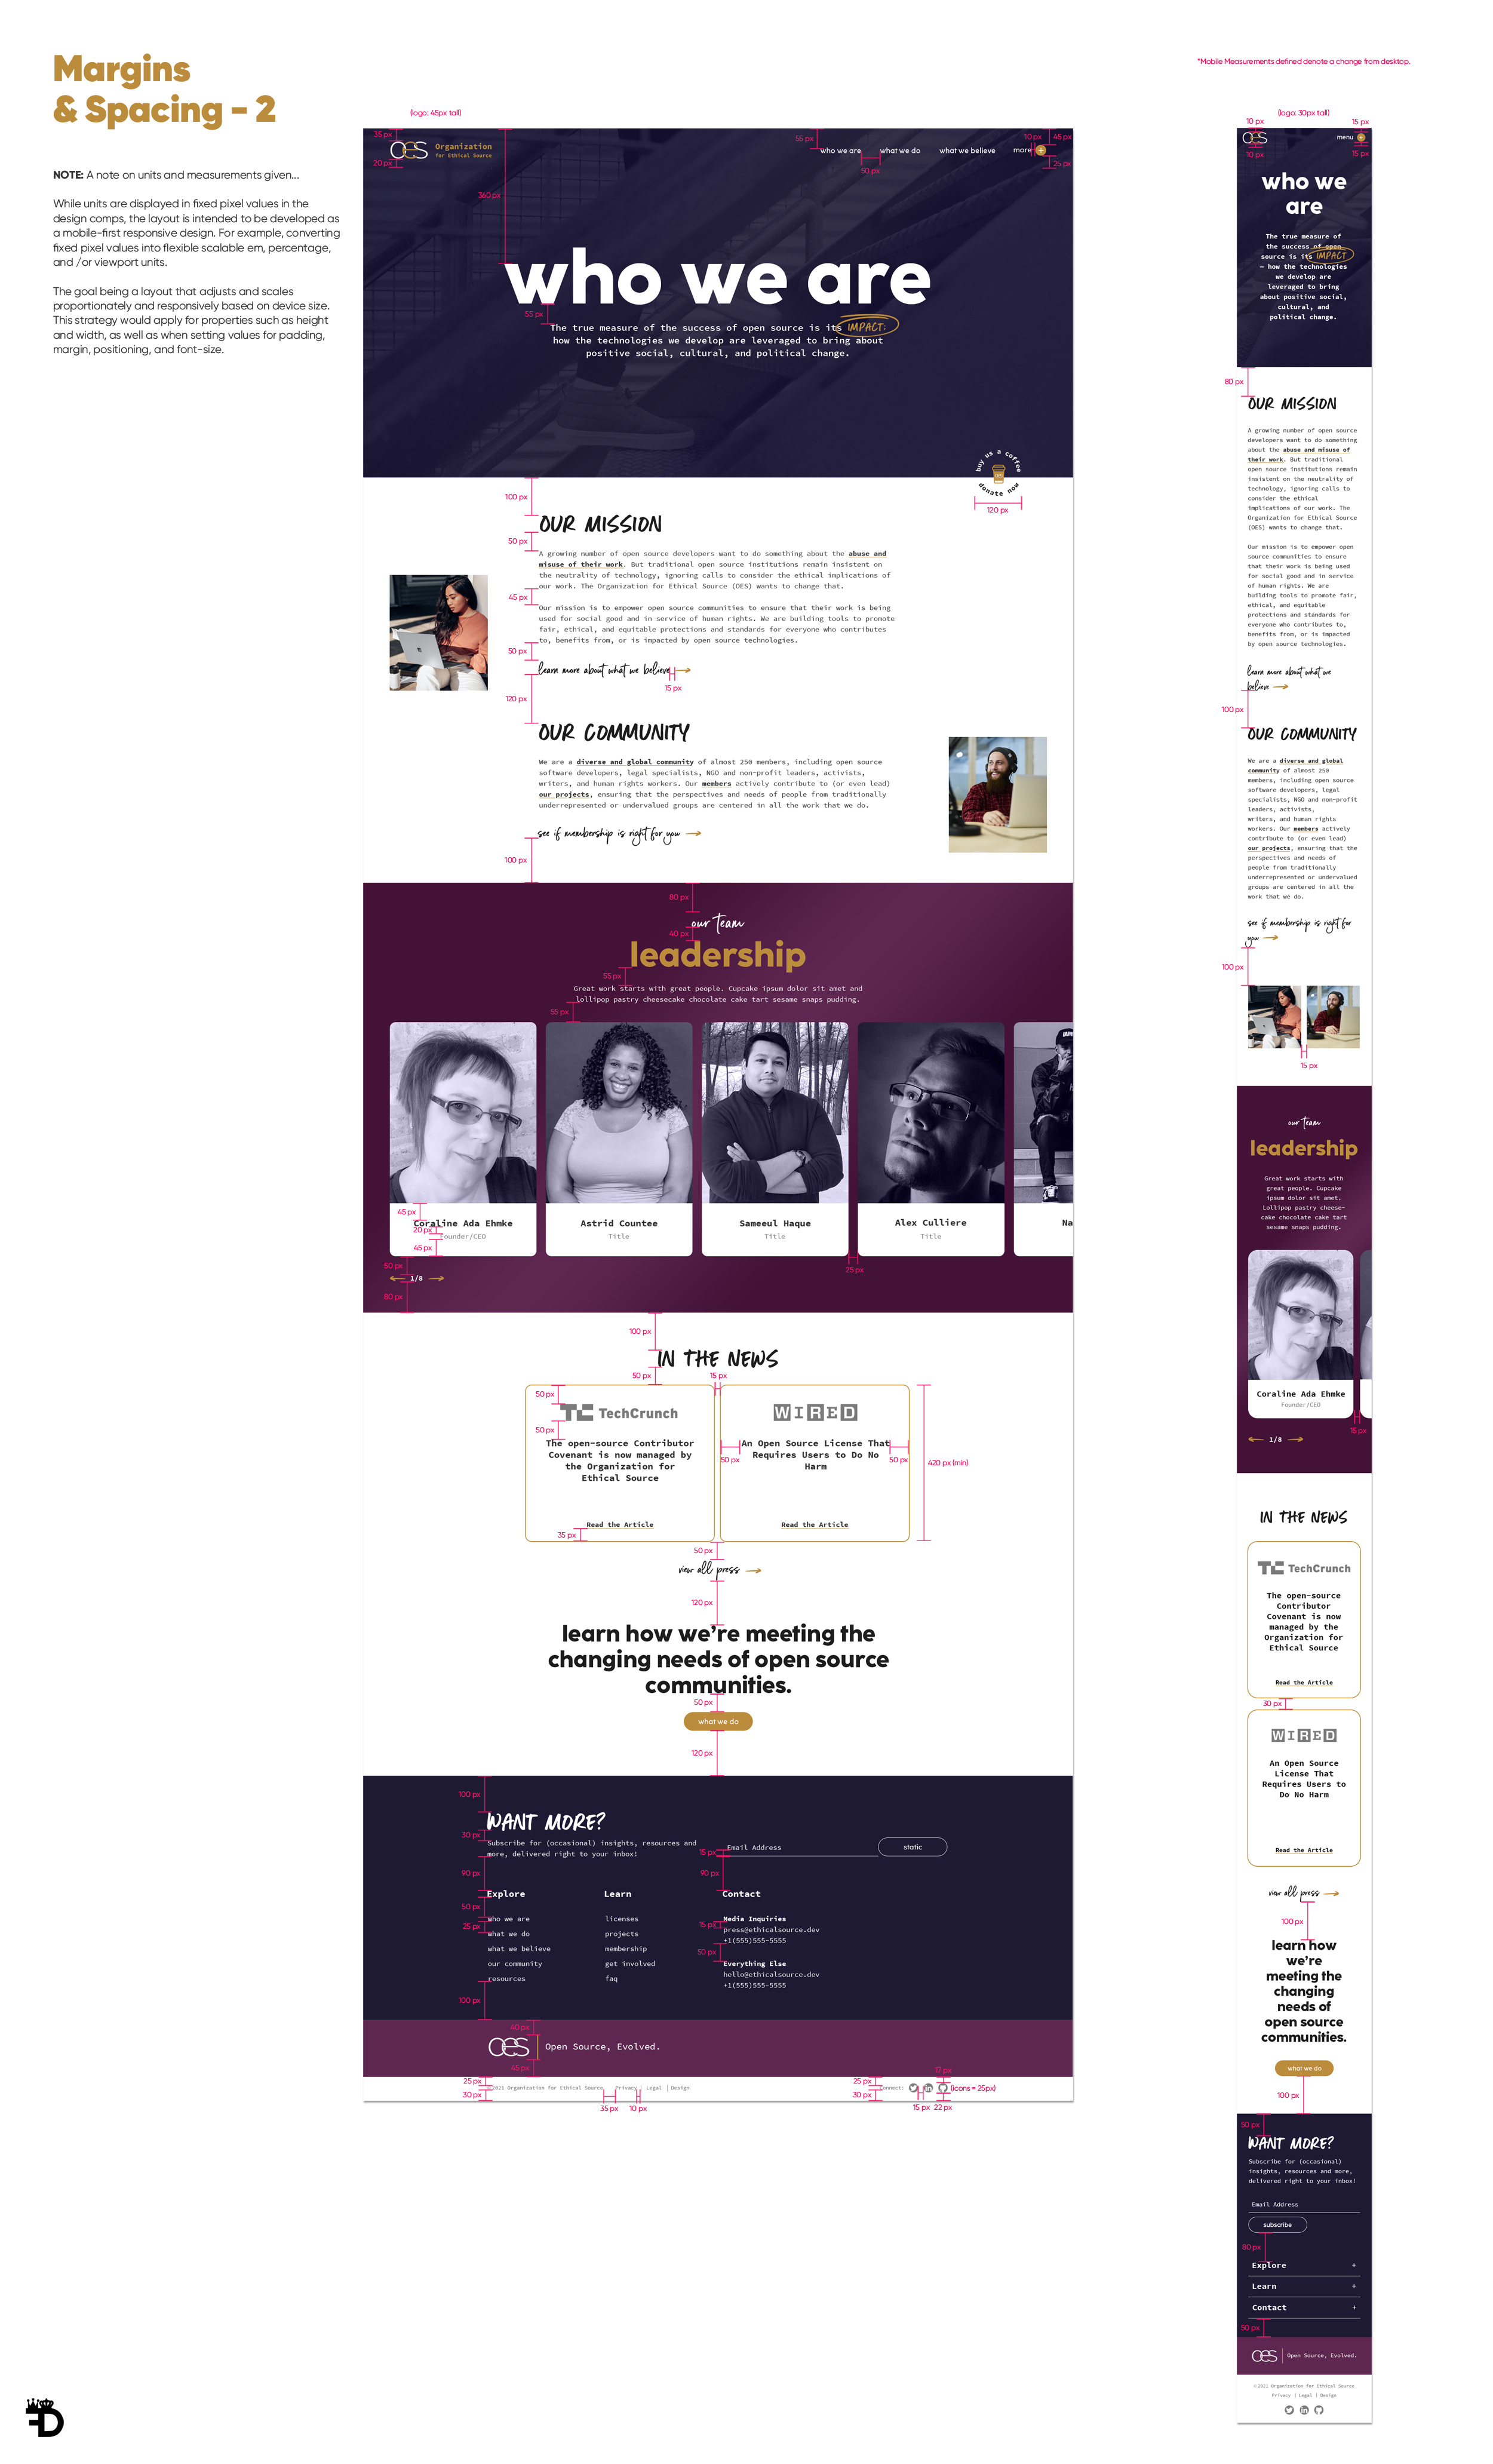 Margins
& Spacing - 2
NOTE: A note on units and measurements given...
While units are displayed in fixed pixel values in the
design comps, the layout is intended to be developed as
a mobile-first responsive design. For example, converting
fixed pixel values into flexible scalable em, percentage,
and /or viewport units.
The goal being a layout that adjusts and scales
proportionately and responsively based on device size.
This strategy would apply for properties such as height
and width, as well as when setting values for padding,
margin, positioning, and font-size.
(logo: 45px tall)
35 px
20 px
OES Organization
for Ethical Source
360 px
55 px
who we are
what we do
what we believe
more
+
50 px
10 px
45 px
25 px
who we are
55 px
The true measure of the success of open source is its IMPACT:
how the technologies we develop are leveraged to bring about
positive social, cultural, and political change.
buy us a coffee
donate now
120 px
100 px
OUR MISSION
50 px
A growing number of open source developers want to do something about the abuse and
misuse of their work. But traditional open source institutions remain insistent on
the neutrality of technology, ignoring calls to consider the ethical implications of
our work. The Organization for Ethical Source (OES) wants to change that.
45 px
Our mission is to empower open source communities to ensure that their work is being
used for social good and in service of human rights. We are building tools to promote
fair, ethical, and equitable protections and standards for everyone who contributes
to, benefits from, or is impacted by open source technologies.
50 px
learn more about what we believe
15 px
120 px
OUR COMMUNITY
We are a diverse and global community of almost 250 members, including open source
software developers, legal specialists, NGO and non-profit leaders, activists,
writers, and human rights workers. Our members actively contribute to (or even lead)
our projects, ensuring that the perspectives and needs of people from traditionally
underrepresented or undervalued groups are centered in all the work that we do.
see if membership is right for you
100 px
80 px
our team
40 px
leadership
55 px
Great work starts with great people. Cupcake ipsum dolor sit amet and
lollipop pastry cheesecake chocolate cake tart sesame snaps pudding.
55 px
45 px
Coraline Ada Ehmke
20 px
Founder/CEO
45 px
Astrid Countee
Title
Sameeul Haque
Title
Alex Culliere
Title
Na
25 px
50 px
1/8
80 px
100 px
IN THE NEWS
50 px
15 px
50 px
TechCrunch
50 px
The open-source Contributor
Covenant is now managed by
the Organization for
Ethical Source
Read the Article
35 px
WIRED
An Open Source License That
Requires Users to Do No
Harm
50 px
50 px
Read the Article
420 px (min)
50 px
view all press
120 px
learn how we're meeting the
changing needs of open source
communities.
50 px
what we do
120 px
100 px
WANT MORE?
30 px
Subscribe for (occasional) insights, resources and
more, delivered right to your inbox!
15 px
Email Address
static
90 px
90 px
Explore
50 px
who we are
25 px
what we do
what we believe
our community
resources
Learn
licenses
projects
membership
get involved
faq
Contact
Media Inquiries
15 px
press@ethicalsource.dev
+1(555)555-5555
50 px
Everything Else
hello@ethicalsource.dev
+1(555)555-5555
100 px
40 px
OES Open Source, Evolved.
45 px
25 px
30 px
©2021 Organization for Ethical Source
Privacy | Legal | Design
35 px
10 px
25 px
30 px
Connect:
17 px
(icons = 25px)
15 px
22 px
*Mobile Measurements defined denote a change from desktop.
(logo: 30px tall)
10 px
15 px
OES
menu +
10 px
15 px
who we
are
The true measure of
the success of open
source is its IMPACT
— how the technologies
we develop are
leveraged to bring
about positive social,
cultural, and
political change.
80 px
OUR MISSION
A growing number of open source
developers want to do something
about the abuse and misuse of
their work. But traditional
open source institutions remain
insistent on the neutrality of
technology, ignoring calls to
consider the ethical
implications of our work. The
Organization for Ethical Source
(OES) wants to change that.
Our mission is to empower open
source communities to ensure
that their work is being used
for social good and in service
of human rights. We are
building tools to promote fair,
ethical, and equitable
protections and standards for
everyone who contributes to,
benefits from, or is impacted
by open source technologies.
learn more about what we
believe
100 px
OUR COMMUNITY
We are a diverse and global
community of almost 250
members, including open source
software developers, legal
specialists, NGO and non-profit
leaders, activists,
writers, and human rights
workers. Our members actively
contribute to (or even lead)
our projects, ensuring that the
perspectives and needs of
people from traditionally
underrepresented or undervalued
groups are centered in all the
work that we do.
see if membership is right for
you
100 px
15 px
our team
leadership
Great work starts with
great people. Cupcake
ipsum dolor sit amet.
Lollipop pastry cheese-
cake chocolate cake tart
sesame snaps pudding.
Coraline Ada Ehmke
Founder/CEO
15 px
1/8
IN THE NEWS
TechCrunch
The open-source
Contributor
Covenant is now
managed by the
Organization for
Ethical Source
Read the Article
30 px
WIRED
An Open Source
License That
Requires Users to
Do No Harm
Read the Article
view all press
100 px
learn how
we're
meeting the
changing
needs of
open source
communities.
what we do
100 px
50 px
WANT MORE?
Subscribe for (occasional)
insights, resources and more,
delivered right to your inbox!
Email Address
subscribe
80 px
Explore +
Learn +
Contact +
50 px
OES Open Source, Evolved.
©2021 Organization for Ethical Source
Privacy | Legal | Design